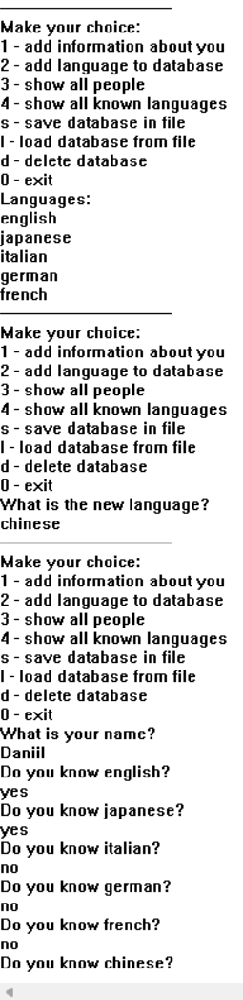 Make your choice:
1 - add information about you
2 - add language to database
3 - show all people
4 - show all known languages
s - save database in file
l - load database from file
d - delete database
0 - exit
Languages:
english
japanese
italian
german
french
Make your choice:
1 - add information about you
2 - add language to database
3 - show all people
4 - show all known languages
s - save database in file
l - load database from file
d - delete database
0 - exit
What is the new language?
chinese
Make your choice:
1 - add information about you
2 - add language to database
3 - show all people
4 - show all known languages
s - save database in file
l - load database from file
d - delete database
0 - exit
What is your name?
Daniil
Do you know english?
yes
Do you know japanese?
yes
Do you know italian?
no
Do you know german?
no
Do you know french?
no
Do you know chinese?